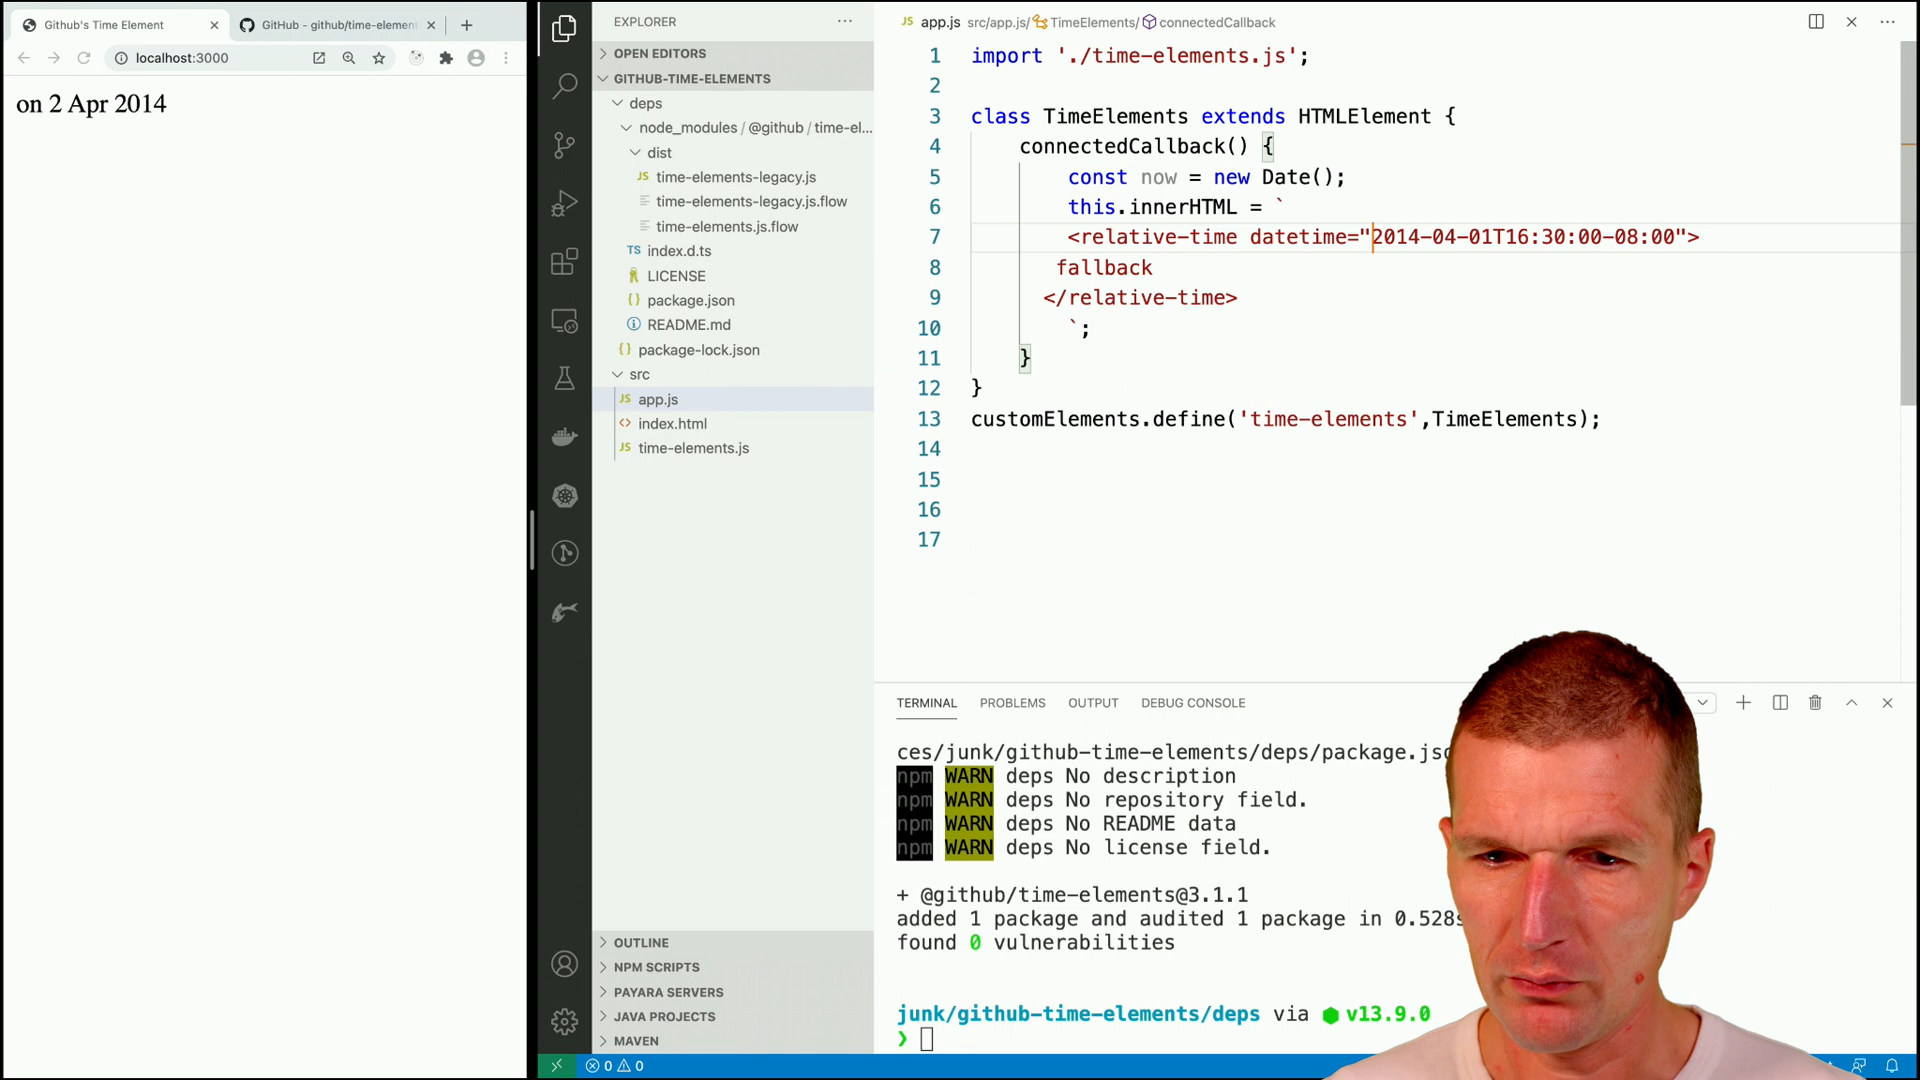 Github's Time Element
GitHub - github/time-element
localhost:3000
on 2 Apr 2014
EXPLORER
OPEN EDITORS
GITHUB-TIME-ELEMENTS
deps
node_modules / @github / time-el...
dist
JS time-elements-legacy.js
time-elements-legacy.js.flow
time-elements.js.flow
TS index.d.ts
LICENSE
{} package.json
README.md
{} package-lock.json
src
JS app.js
<> index.html
JS time-elements.js
OUTLINE
NPM SCRIPTS
PAYARA SERVERS
JAVA PROJECTS
MAVEN
JS app.js src/app.js/ TimeElements/ connectedCallback
1 import './time-elements.js';
2
3 class TimeElements extends HTMLElement {
4 connectedCallback() {
5 const now = new Date();
6 this.innerHTML = `
7 <relative-time datetime="2014-04-01T16:30:00-08:00">
8 fallback
9 </relative-time>
10 `;
11 }
12 }
13 customElements.define('time-elements',TimeElements);
14
15
16
17
TERMINAL PROBLEMS OUTPUT DEBUG CONSOLE
ces/junk/github-time-elements/deps/package.jso
npm WARN deps No description
npm WARN deps No repository field.
npm WARN deps No README data
npm WARN deps No license field.
+ @github/time-elements@3.1.1
added 1 package and audited 1 package in 0.528s
found 0 vulnerabilities
junk/github-time-elements/deps via v13.9.0
❯
0 0